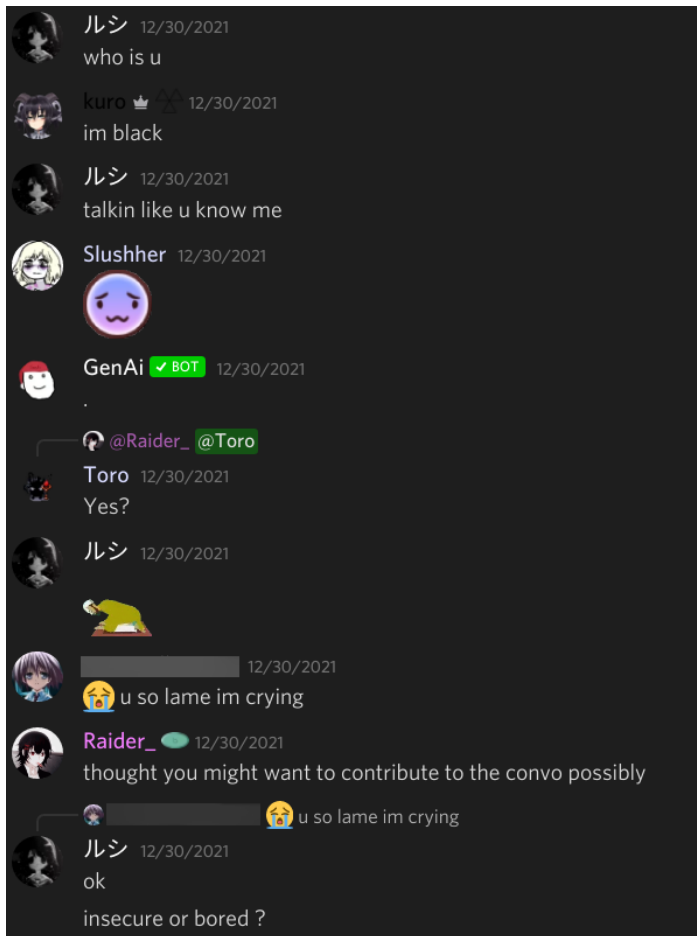 ルシ 12/30/2021
who is u
kuro 12/30/2021
im black
ルシ 12/30/2021
talkin like u know me
Slushher 12/30/2021
GenAi ✓ BOT 12/30/2021
.
@Raider_ @Toro
Toro 12/30/2021
Yes?
ルシ 12/30/2021
12/30/2021
😭 u so lame im crying
Raider_ 12/30/2021
thought you might want to contribute to the convo possibly
😭 u so lame im crying
ルシ 12/30/2021
ok
insecure or bored ?